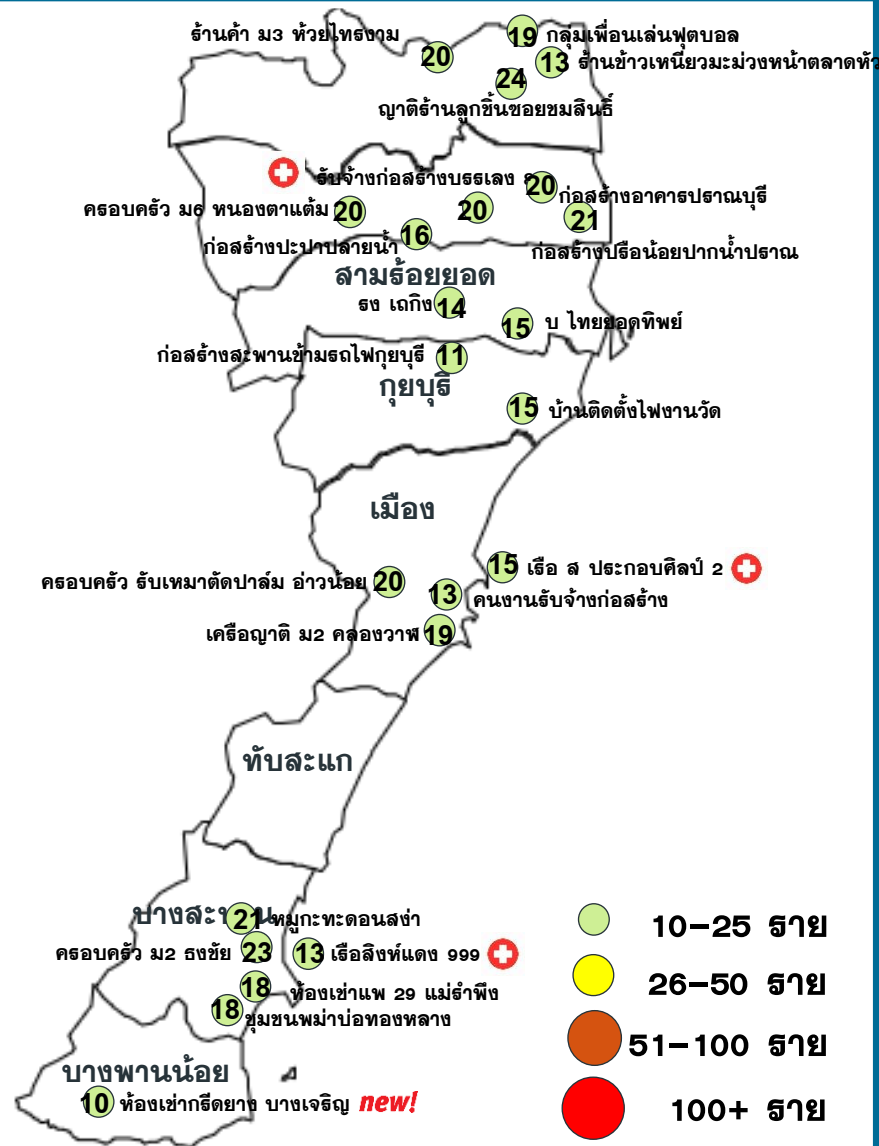 ร้านค้า ม3 ห้วยไทรงาม
20
19 กลุ่มเพื่อนเล่นฟุตบอล
13 ร้านข้าวเหนียวมะม่วงหน้าตลาดหัว
24
ญาติร้านลูกชิ้นซอยชมสินธิ์
รับจ้างก่อสร้างบรรเลง
20
20 ก่อสร้างอาคารปราณบุรี
ครอบครัว ม6 หนองตาแต้ม 20
21
ก่อสร้างปะปาปลายน้ำ 16
ก่อสร้างปรือน้อยปากน้ำปราณ
สามร้อยยอด
รง เถกิง 14
15 บ ไทยยอดทิพย์
ก่อสร้างสะพานข้ามรถไฟกุยบุรี 11
กุยบุรี
15 บ้านติดตั้งไฟงานวัด
เมือง
15 เรือ ส ประกอบศิลป์ 2
ครอบครัว รับเหมาตัดปาล์ม อ่าวน้อย 20
13 คนงานรับจ้างก่อสร้าง
เครือญาติ ม2 คลองวาฬ 19
ทับสะแก
บางสะพาน
21 หมูกะทะดอนสง่า
ครอบครัว ม2 ธงชัย 23
13 เรือสิงห์แดง 999
18 ห้องเช่าแพ 29 แม่รำพึง
18 ชุมชนพม่าบ่อทองหลาง
บางพานน้อย
10 ห้องเช่ากรีดยาง บางเจริญ new!
10-25 ราย
26-50 ราย
51-100 ราย
100+ ราย